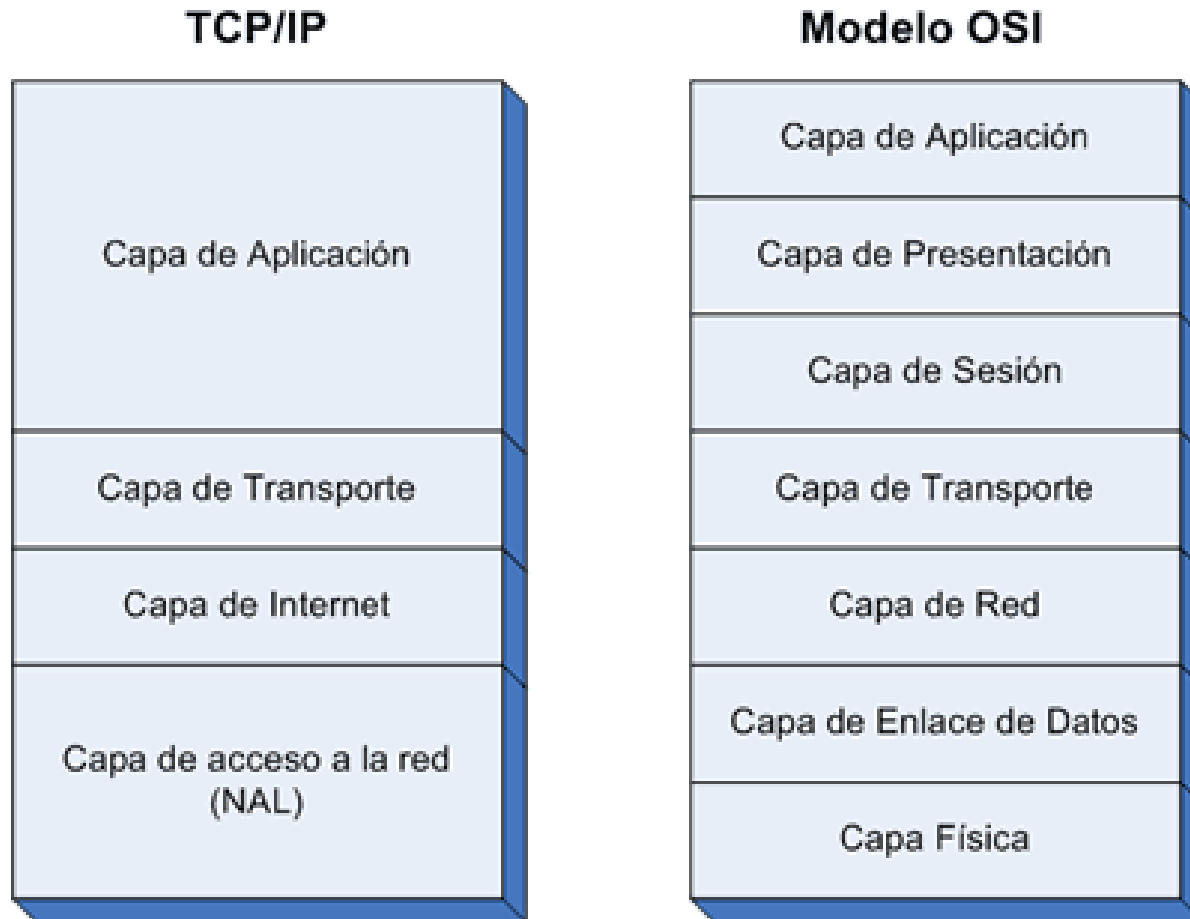 TCP/IP
Capa de Aplicación
Capa de Transporte
Capa de Internet
Capa de acceso a la red
(NAL)
Modelo OSI
Capa de Aplicación
Capa de Presentación
Capa de Sesión
Capa de Transporte
Capa de Red
Capa de Enlace de Datos
Capa Física